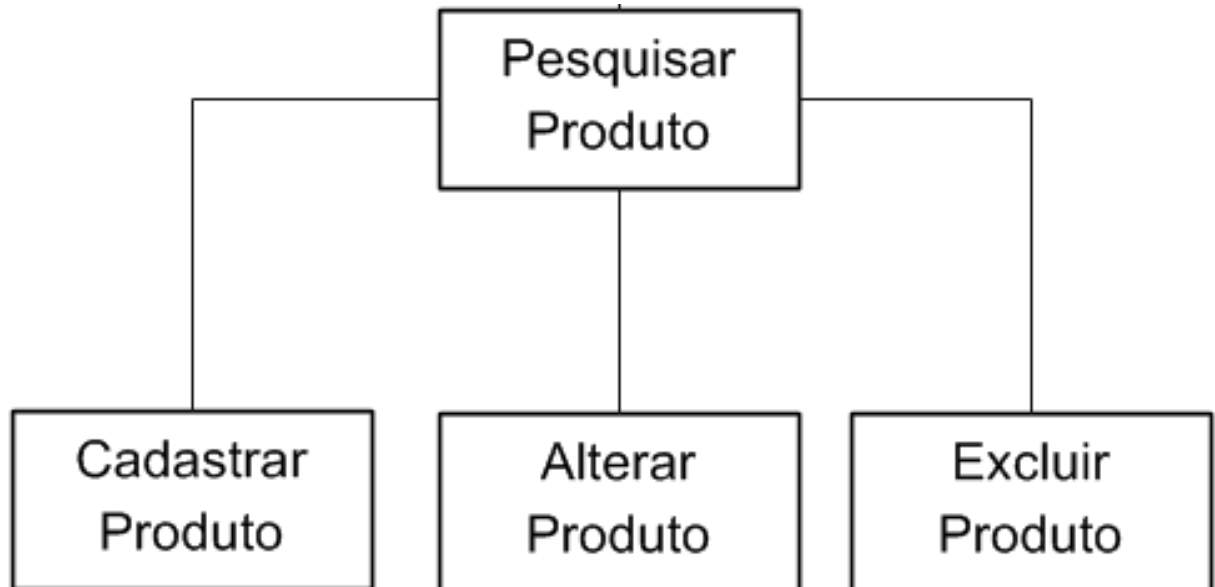 Pesquisar
Produto
Cadastrar
Produto
Alterar
Produto
Excluir
Produto